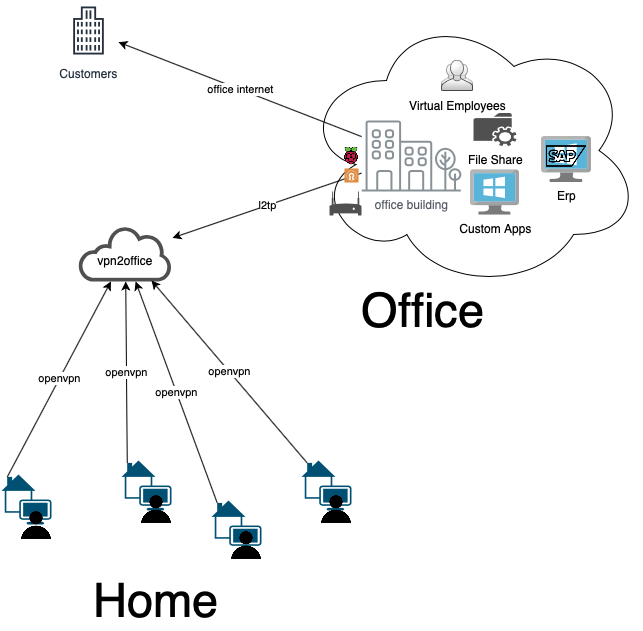 Customers
office internet
Virtual Employees
File Share
SAP
Erp
office building
Custom Apps
l2tp
vpn2office
Office
openvpn
openvpn
openvpn
openvpn
Home